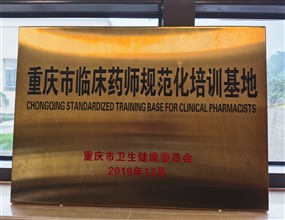 重庆市临床药师规范化培训基地
CHONGQING STANDARDIZED TRAINING BASE FOR CLINICAL PHARMACISTS
重庆市卫生健康委员会
2019年12月